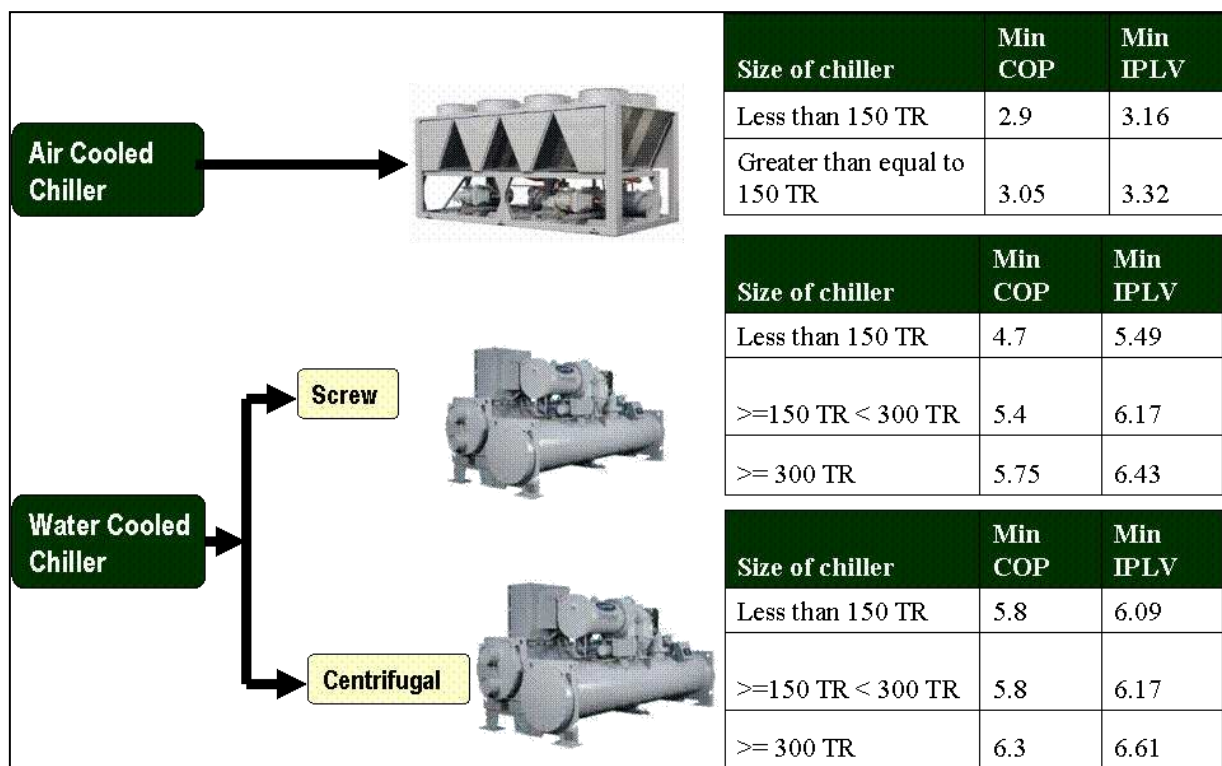 Air Cooled
Chiller
Size of chiller Min COP Min IPLV
Less than 150 TR 2.9 3.16
Greater than equal to 150 TR 3.05 3.32
Water Cooled
Chiller
Screw
Size of chiller Min COP Min IPLV
Less than 150 TR 4.7 5.49
>=150 TR < 300 TR 5.4 6.17
>= 300 TR 5.75 6.43
Centrifugal
Size of chiller Min COP Min IPLV
Less than 150 TR 5.8 6.09
>=150 TR < 300 TR 5.8 6.17
>= 300 TR 6.3 6.61